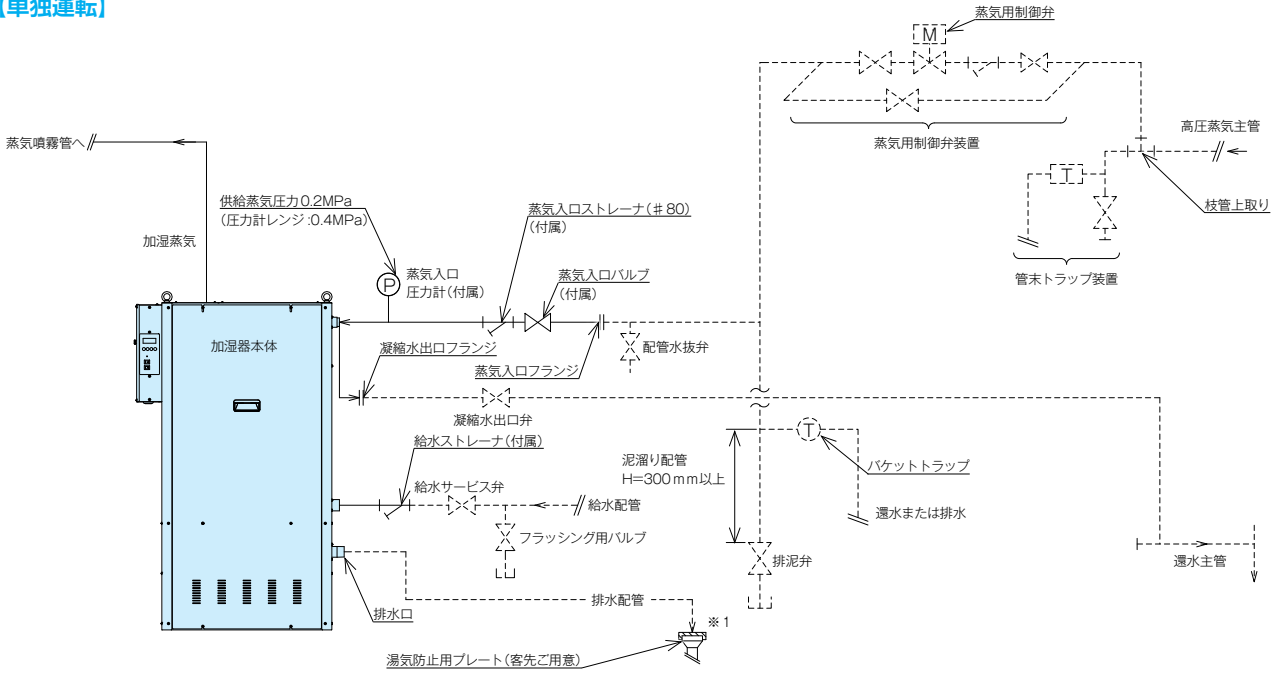 【単独運転】
蒸気用制御弁
M
蒸気用制御弁装置
高圧蒸気主管
T
枝管上取り
管末トラップ装置
蒸気噴霧管へ
加湿蒸気
供給蒸気圧力0.2MPa
(圧力計レンジ:0.4MPa)
P
蒸気入口
圧力計(付属)
蒸気入口ストレーナ(♯80)
(付属)
蒸気入口バルブ
(付属)
加湿器本体
凝縮水出口フランジ
蒸気入口フランジ
配管水抜弁
凝縮水出口弁
給水ストレーナ(付属)
給水サービス弁
給水配管
フラッシング用バルブ
泥溜り配管
H=300mm以上
T
バケットトラップ
還水または排水
排泥弁
還水主管
排水口
排水配管
※1
湯気防止用プレート(客先ご用意)